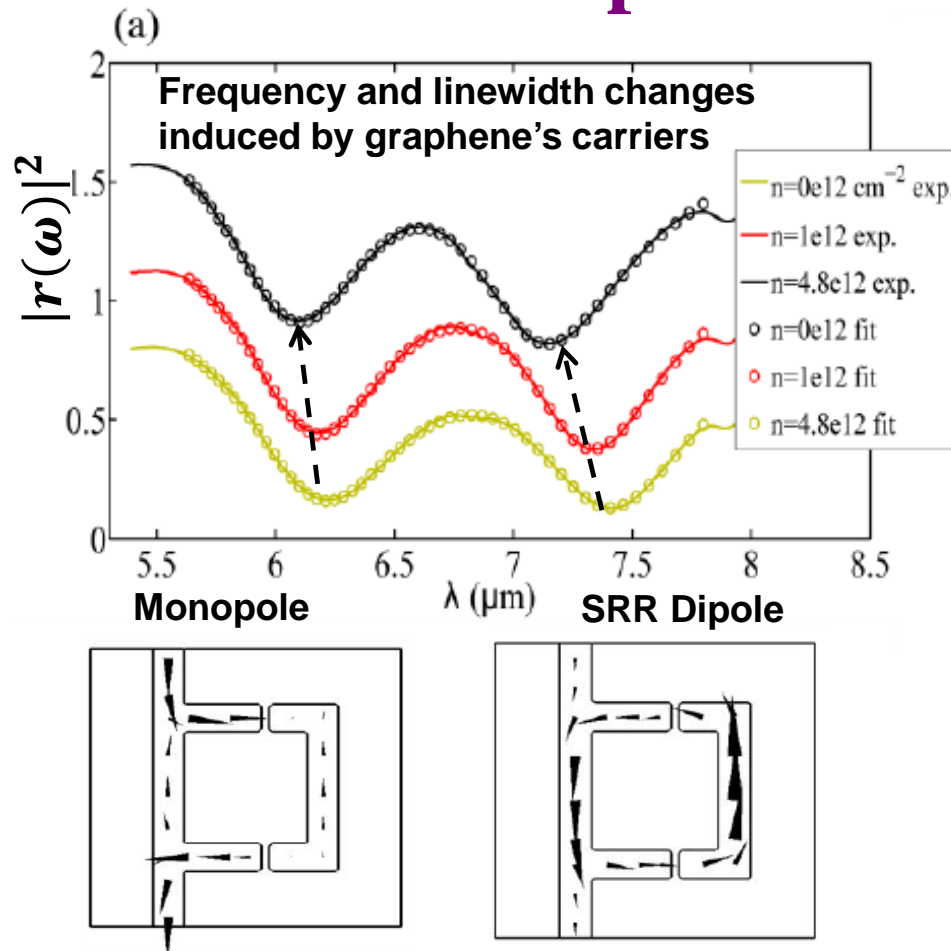 (a)
2
Frequency and linewidth changes
induced by graphene's carriers
|r(ω)|²
1.5
1
0.5
0
n=0e12 cm⁻² exp.
n=1e12 exp.
n=4.8e12 exp.
n=0e12 fit
n=1e12 fit
n=4.8e12 fit
5.5 6 6.5 7 7.5 8 8.5
λ (μm)
Monopole SRR Dipole